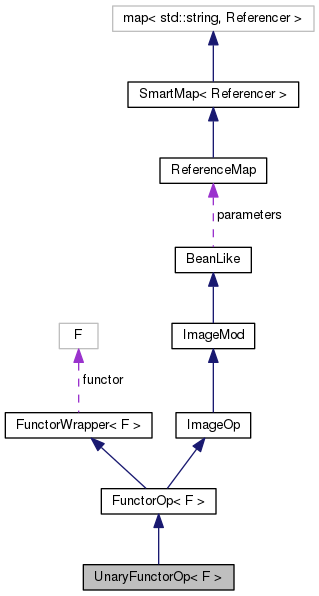 map< std::string, Referencer >
SmartMap< Referencer >
ReferenceMap
parameters
BeanLike
F
ImageMod
functor
FunctorWrapper< F >
ImageOp
FunctorOp< F >
UnaryFunctorOp< F >